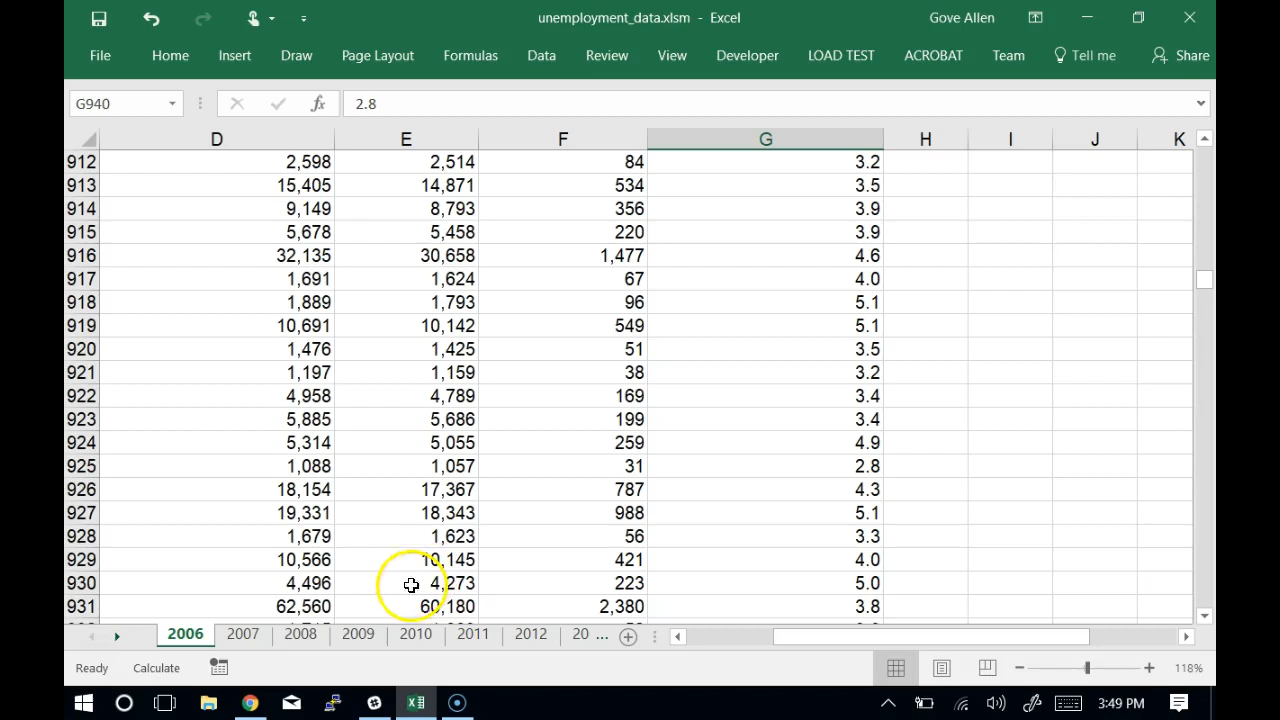 unemployment_data.xlsm - Excel Gove Allen
File Home Insert Draw Page Layout Formulas Data Review View Developer LOAD TEST ACROBAT Team Tell me Share
G940 fx 2.8
D E F G H I J K
912 2,598 2,514 84 3.2
913 15,405 14,871 534 3.5
914 9,149 8,793 356 3.9
915 5,678 5,458 220 3.9
916 32,135 30,658 1,477 4.6
917 1,691 1,624 67 4.0
918 1,889 1,793 96 5.1
919 10,691 10,142 549 5.1
920 1,476 1,425 51 3.5
921 1,197 1,159 38 3.2
922 4,958 4,789 169 3.4
923 5,885 5,686 199 3.4
924 5,314 5,055 259 4.9
925 1,088 1,057 31 2.8
926 18,154 17,367 787 4.3
927 19,331 18,343 988 5.1
928 1,679 1,623 56 3.3
929 10,566 10,145 421 4.0
930 4,496 4,273 223 5.0
931 62,560 60,180 2,380 3.8
2006 2007 2008 2009 2010 2011 2012 20 ...
Ready Calculate 118%
3:49 PM